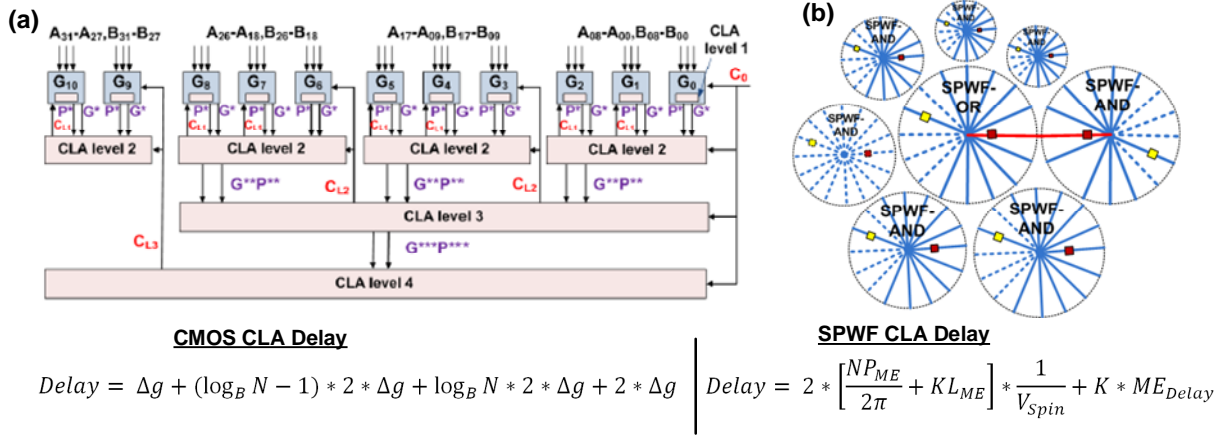 (a)
A31-A27,B31-B27
A26-A18,B26-B18
A17-A09,B17-B99
A08-A00,B08-B00
CLA
level 1
C0
G10 G9 G8 G7 G6 G5 G4 G3 G2 G1 G0
P* G* P* G* P* G* P* G* P* G* P* G* P* G* P* G* P* G* P* G* P* G*
CL1 CL1 CL1 CL1 CL1 CL1 CL1
CLA level 2 CLA level 2 CLA level 2 CLA level 2
G**P** CL2 G**P** CL2 G**P**
CLA level 3
CL3 G***P***
CLA level 4
(b)
SPWF-
AND
SPWF-
AND
SPWF-
AND
SPWF-
OR
SPWF-
AND
SPWF-
AND
SPWF-
AND
SPWF-
AND
CMOS CLA Delay
Delay = Δg + (log_B N − 1) * 2 * Δg + log_B N * 2 * Δg + 2 * Δg
SPWF CLA Delay
Delay = 2 * [NP_ME / 2π + KL_ME] * 1 / V_Spin + K * ME_Delay